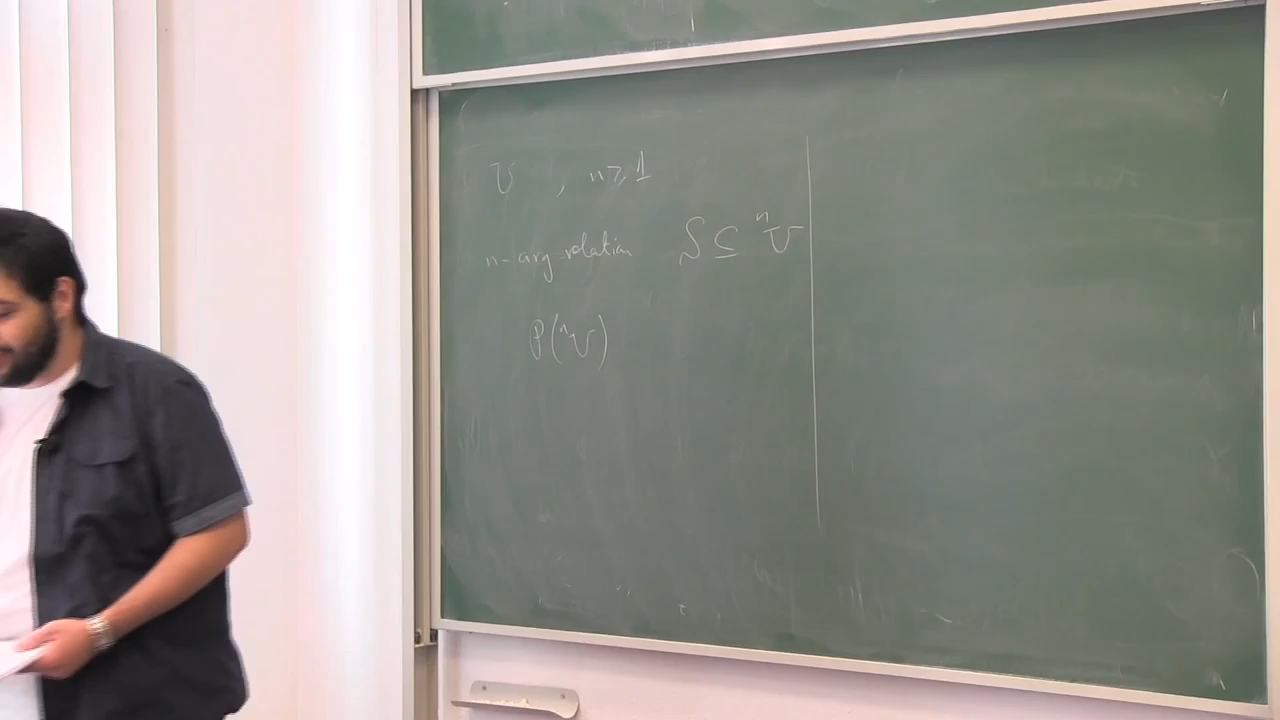 U , n ≥ 1
n-ary relation S ⊆ ⁿU
P(ⁿU)